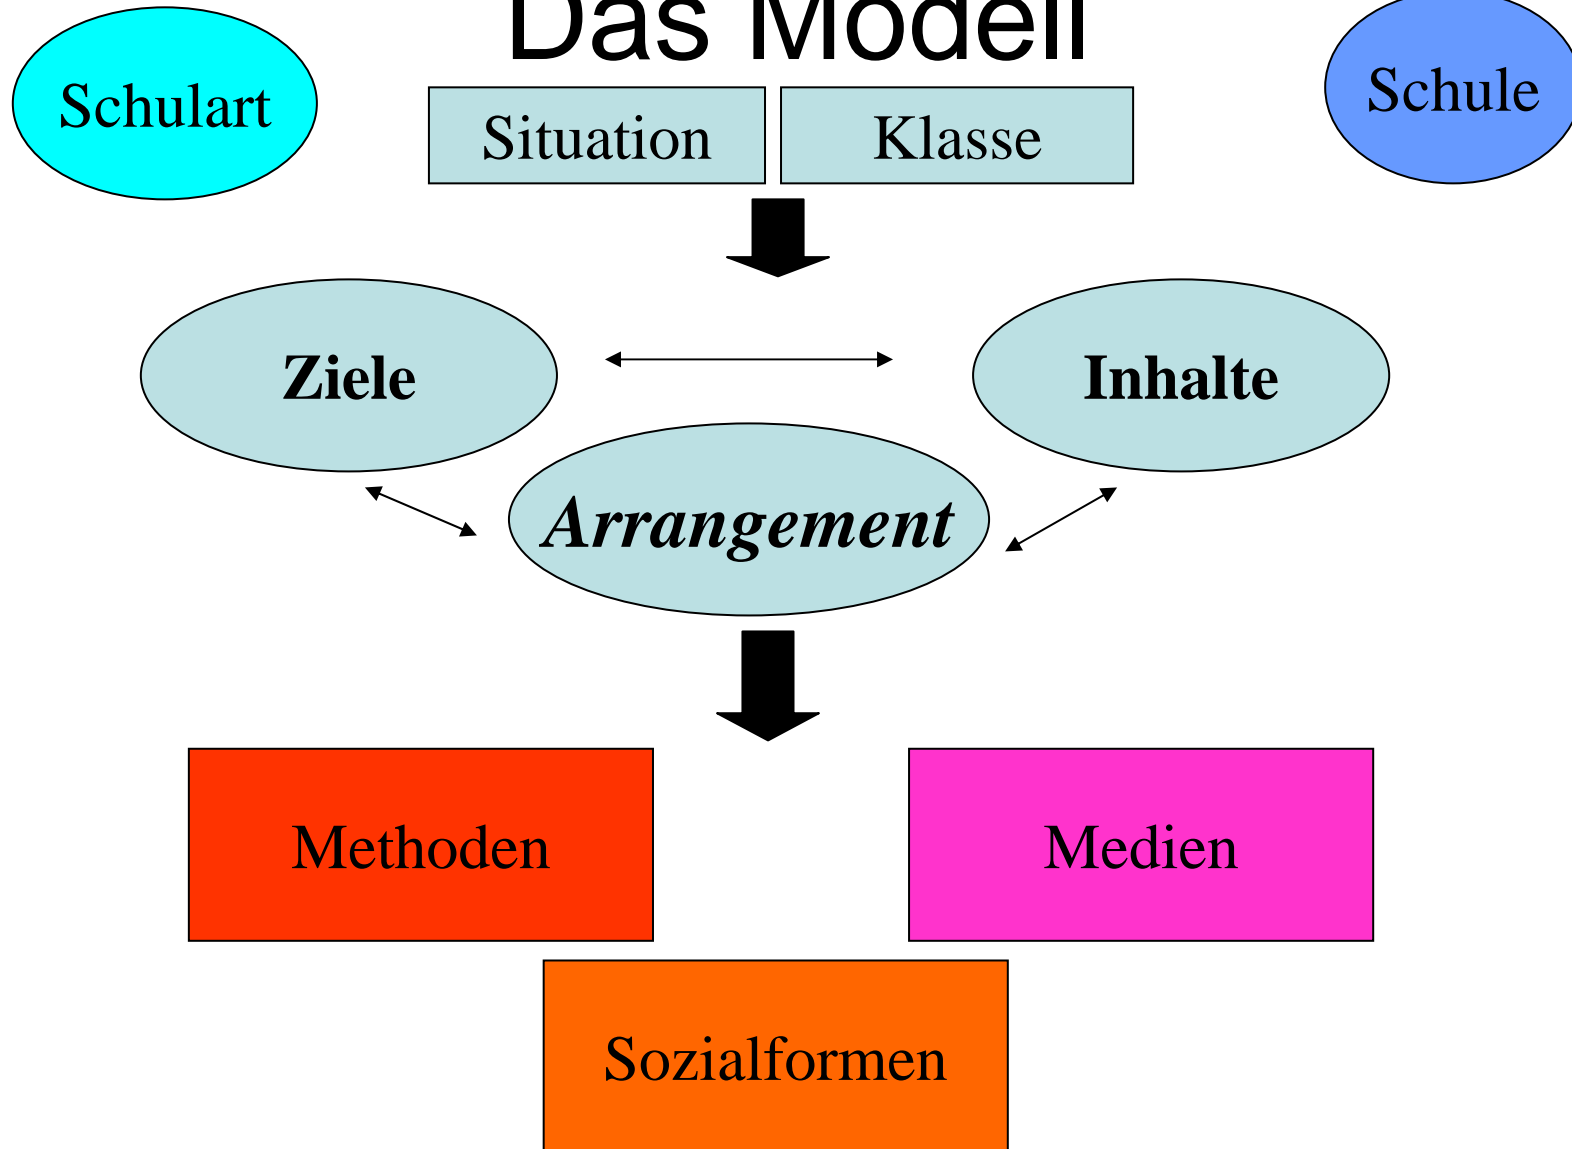 Das Modell
Schulart
Schule
Situation
Klasse
Ziele
Inhalte
Arrangement
Methoden
Medien
Sozialformen